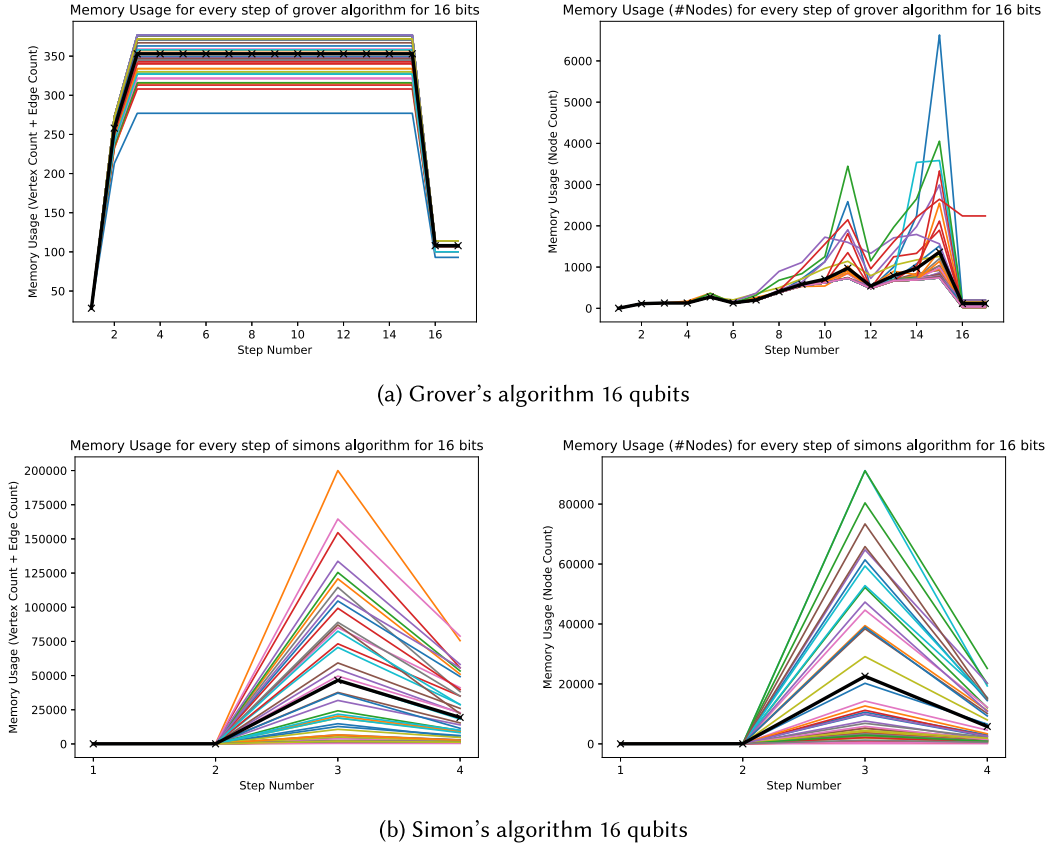 Memory Usage for every step of grover algorithm for 16 bits
Memory Usage (Vertex Count + Edge Count)
350
300
250
200
150
100
50
2 4 6 8 10 12 14 16
Step Number
Memory Usage (#Nodes) for every step of grover algorithm for 16 bits
Memory Usage (Node Count)
6000
5000
4000
3000
2000
1000
0
2 4 6 8 10 12 14 16
Step Number
(a) Grover's algorithm 16 qubits
Memory Usage for every step of simons algorithm for 16 bits
Memory Usage (Vertex Count + Edge Count)
200000
175000
150000
125000
100000
75000
50000
25000
0
1 2 3 4
Step Number
Memory Usage (#Nodes) for every step of simons algorithm for 16 bits
Memory Usage (Node Count)
80000
60000
40000
20000
0
1 2 3 4
Step Number
(b) Simon's algorithm 16 qubits